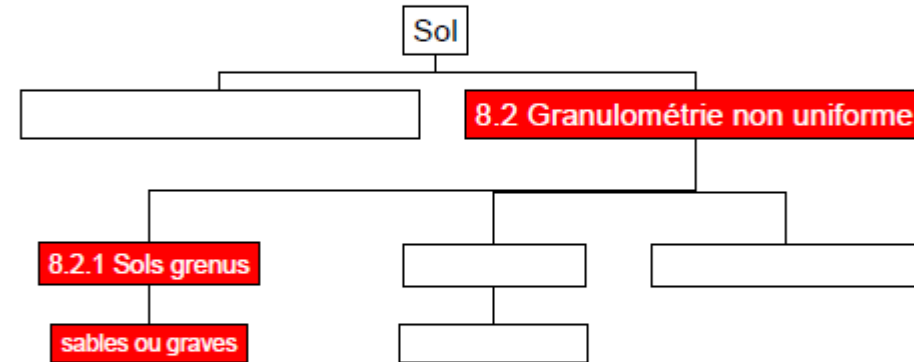 Sol
8.2 Granulométrie non uniforme
8.2.1 Sols grenus
sables ou graves